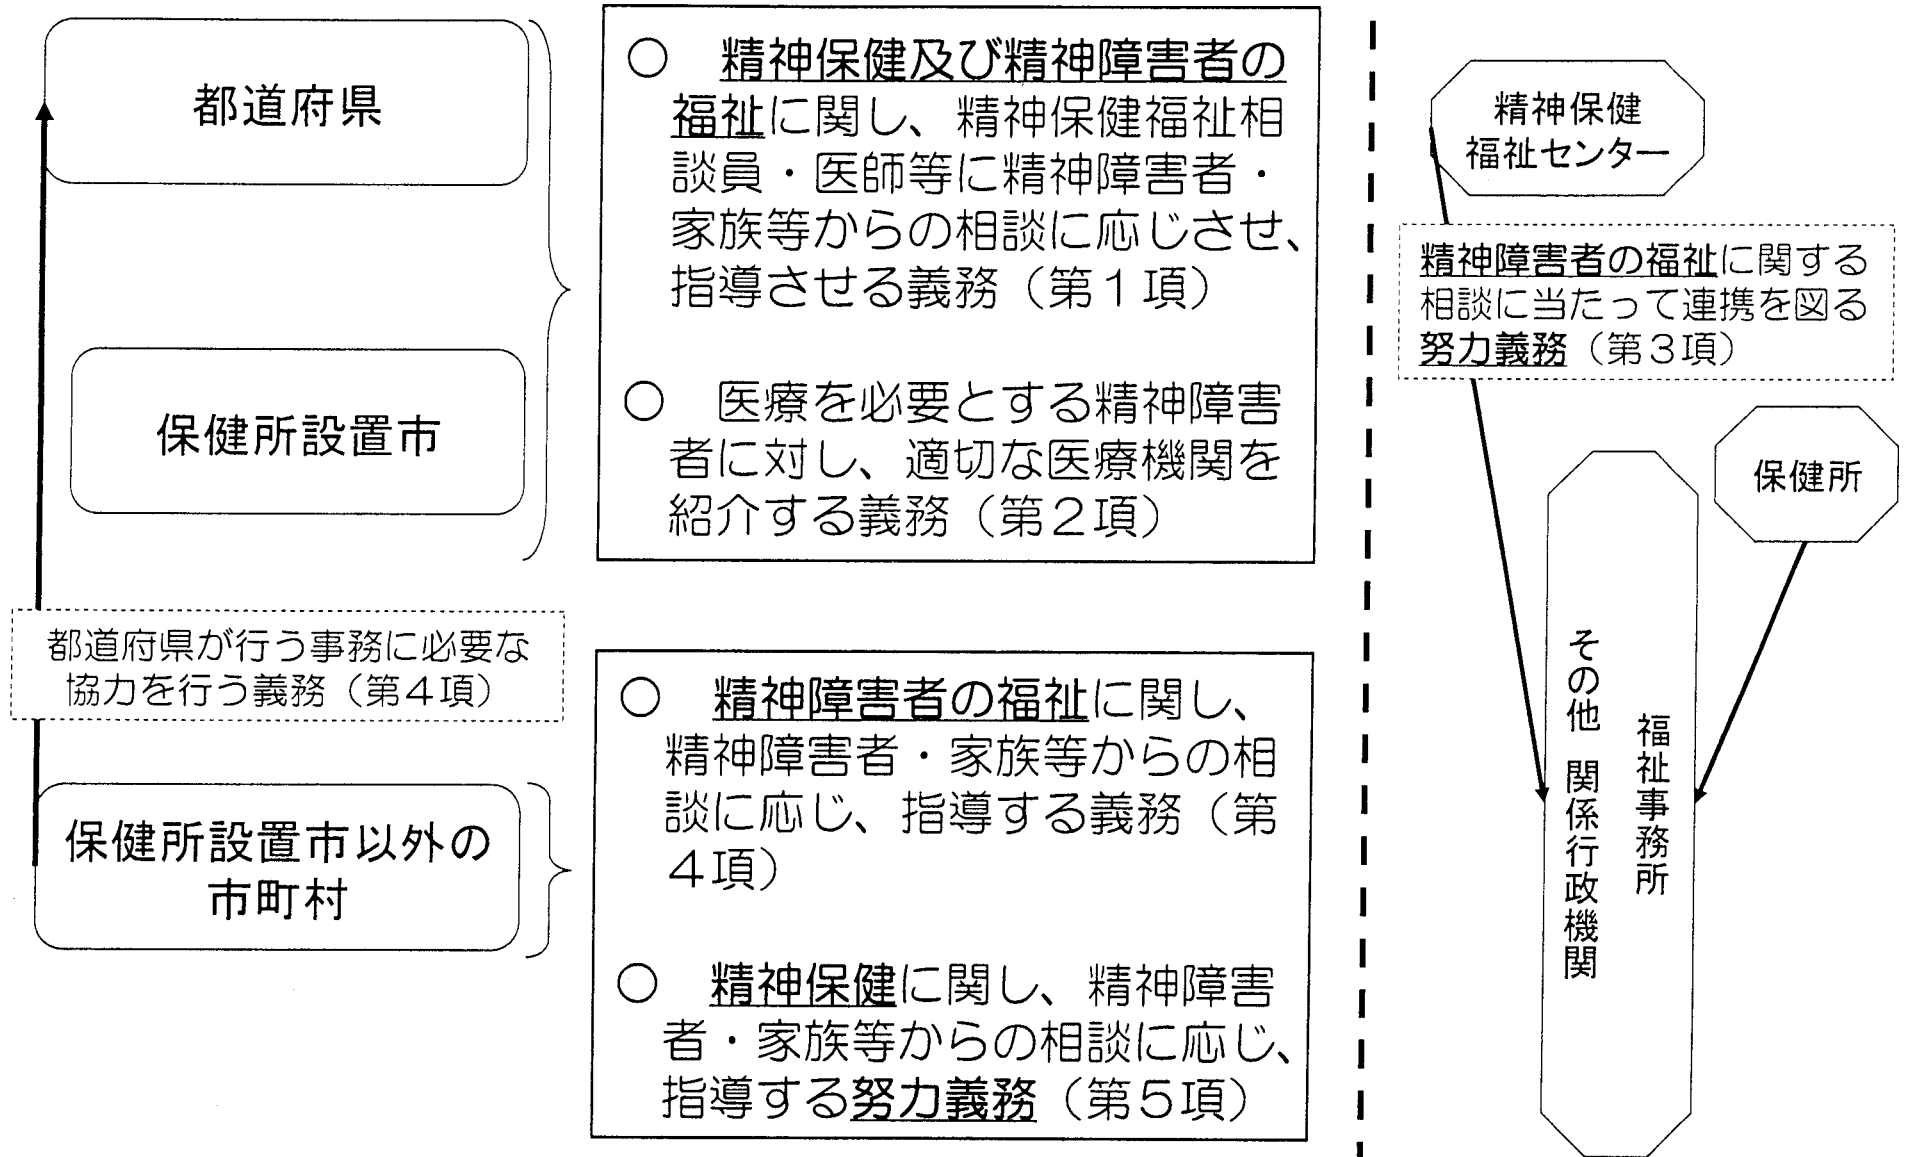 都道府県
保健所設置市
○ 精神保健及び精神障害者の
福祉に関し、精神保健福祉相
談員・医師等に精神障害者・
家族等からの相談に応じさせ、
指導させる義務（第１項）
○ 医療を必要とする精神障害
者に対し、適切な医療機関を
紹介する義務（第２項）
都道府県が行う事務に必要な
協力を行う義務（第４項）
保健所設置市以外の
市町村
○ 精神障害者の福祉に関し、
精神障害者・家族等からの相
談に応じ、指導する義務（第
４項）
○ 精神保健に関し、精神障害
者・家族等からの相談に応じ、
指導する努力義務（第５項）
精神保健
福祉センター
精神障害者の福祉に関する
相談に当たって連携を図る
努力義務（第３項）
保健所
福祉事務所
その他 関係行政機関